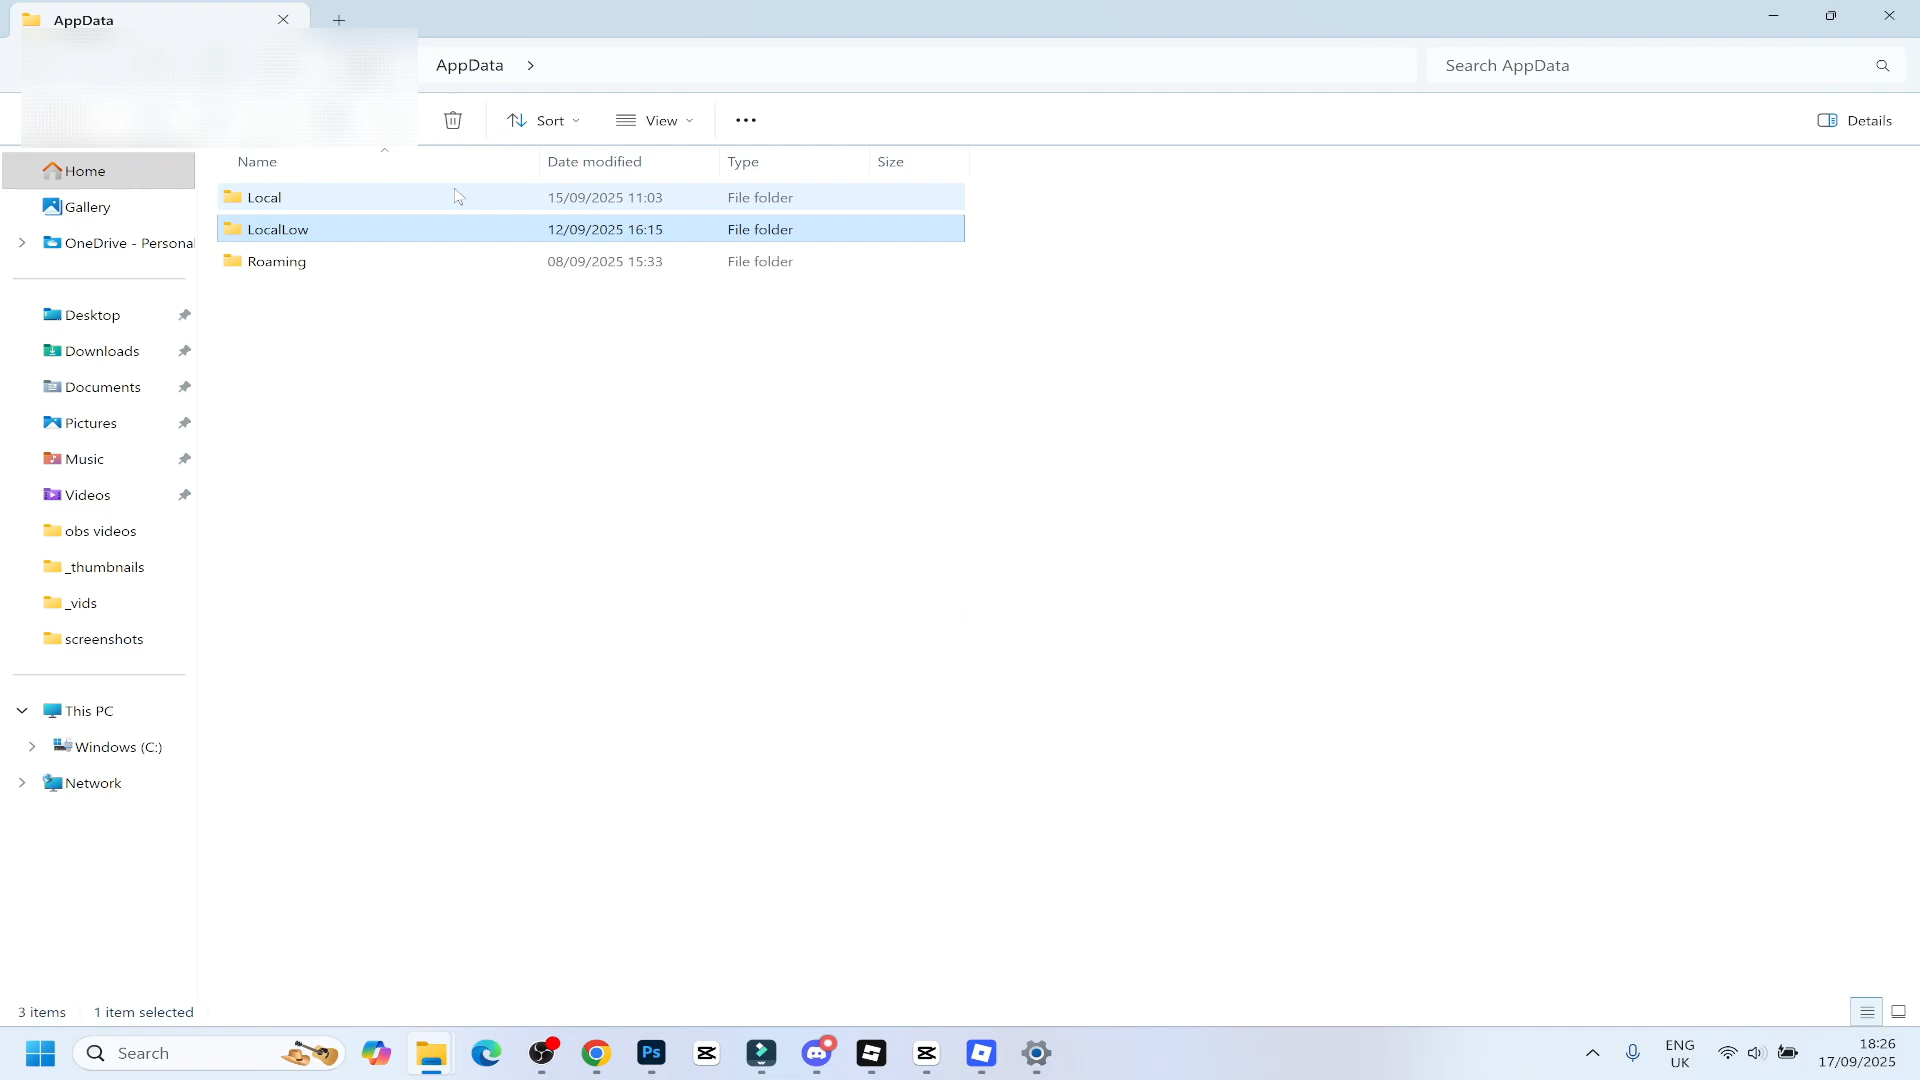 AppData
AppData
Search AppData
Sort
View
Details
Name Date modified Type Size
Home
Gallery
OneDrive - Persona
Desktop
Downloads
Documents
Pictures
Music
Videos
obs videos
_thumbnails
_vids
screenshots
This PC
Windows (C:)
Network
Local 15/09/2025 11:03 File folder
LocalLow 12/09/2025 16:15 File folder
Roaming 08/09/2025 15:33 File folder
3 items 1 item selected
Search
Ps
ENG
UK
18:26
17/09/2025